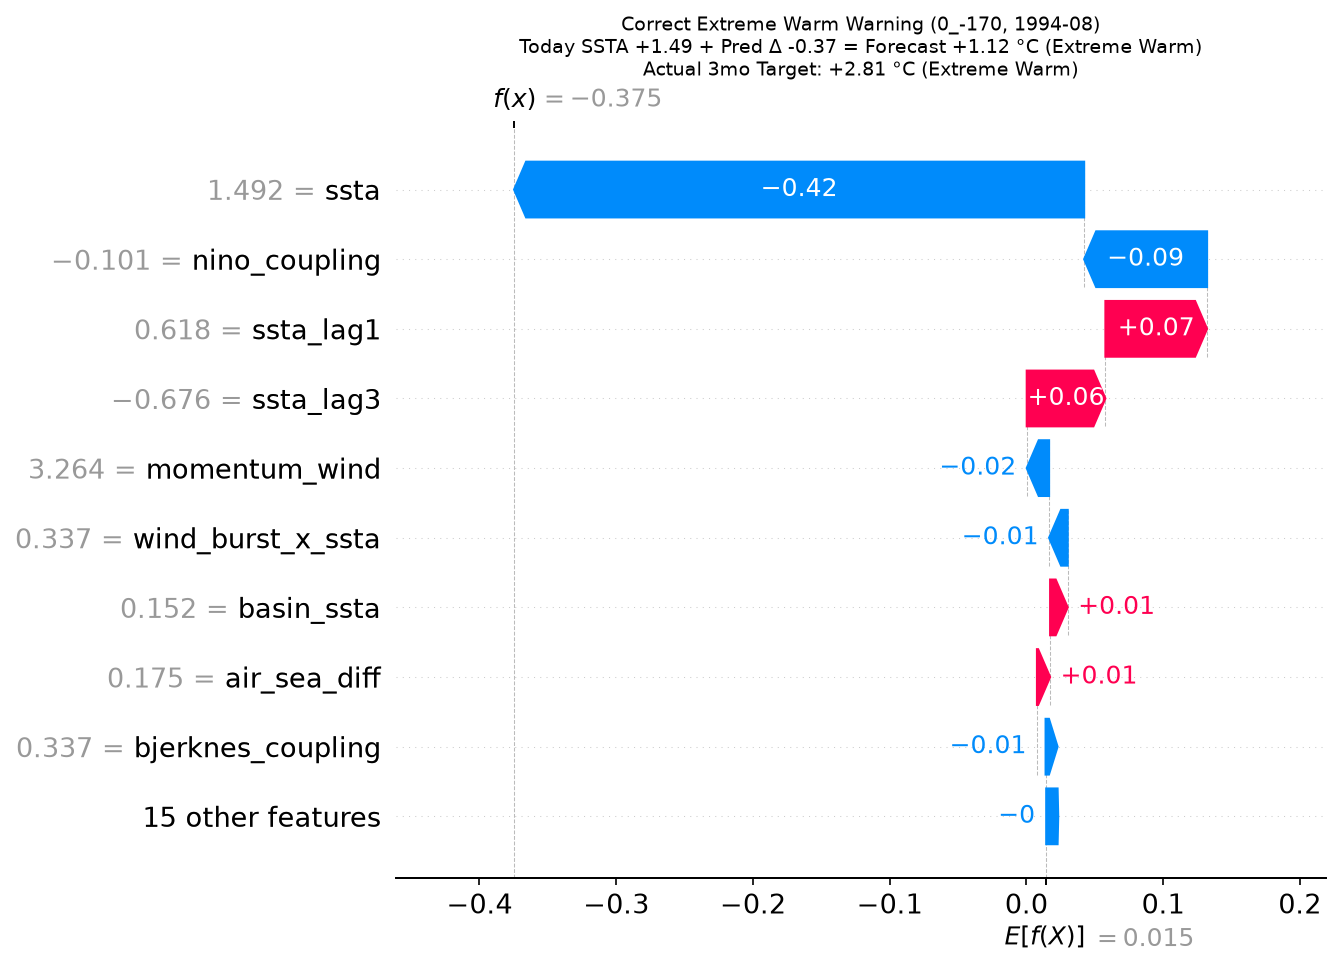 Correct Extreme Warm Warning (0_-170, 1994-08)
Today SSTA +1.49 + Pred Δ -0.37 = Forecast +1.12 °C (Extreme Warm)
Actual 3mo Target: +2.81 °C (Extreme Warm)
f(x) = −0.375
1.492 = ssta −0.42
−0.101 = nino_coupling −0.09
0.618 = ssta_lag1 +0.07
−0.676 = ssta_lag3 +0.06
3.264 = momentum_wind −0.02
0.337 = wind_burst_x_ssta −0.01
0.152 = basin_ssta +0.01
0.175 = air_sea_diff +0.01
0.337 = bjerknes_coupling −0.01
15 other features −0
−0.4 −0.3 −0.2 −0.1 0.0 0.1 0.2
E[f(X)] = 0.015